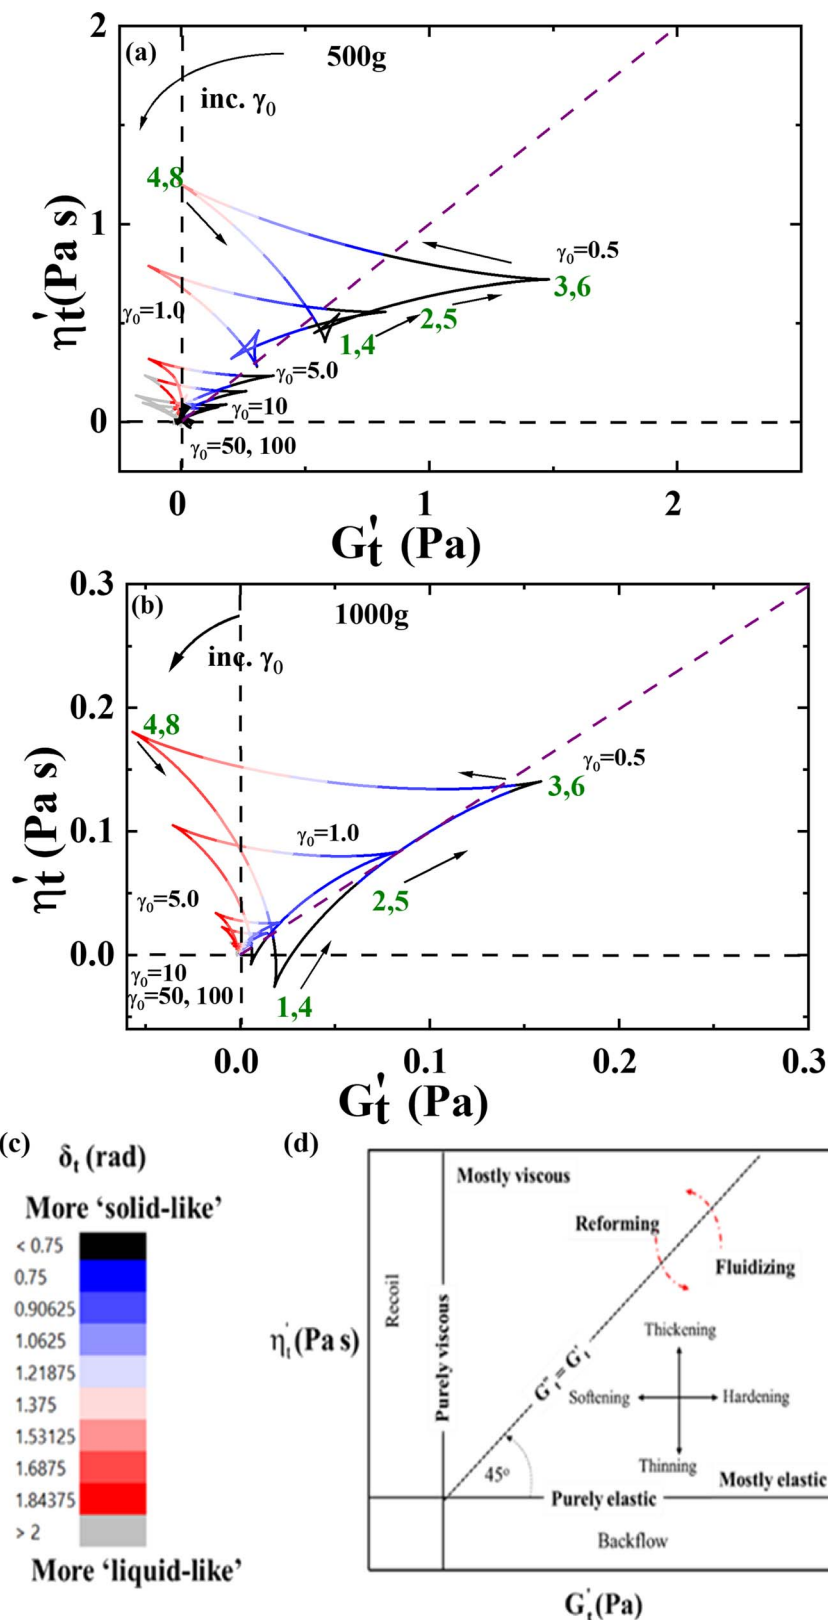 (a)
500g
inc. γ₀
2
1
0
4,8
γ₀=0.5
3,6
2,5
1,4
γ₀=1.0
γ₀=5.0
γ₀=10
γ₀=50, 100
η't(Pa s)
0
1
2
G't (Pa)
(b)
1000g
inc. γ₀
0.3
0.2
0.1
0.0
4,8
γ₀=0.5
3,6
γ₀=1.0
2,5
γ₀=5.0
γ₀=10
γ₀=50, 100
1,4
η't (Pa s)
0.0
0.1
0.2
0.3
G't (Pa)
(c)
δt (rad)
More ‘solid-like’
< 0.75
0.75
0.90625
1.0625
1.21875
1.375
1.53125
1.6875
1.84375
> 2
More ‘liquid-like’
(d)
Mostly viscous
Reforming
Fluidizing
Recoil
Purely viscous
η't(Pa s)
G''t = G't
Thickening
Softening
Hardening
Thinning
45º
Mostly elastic
Purely elastic
Backflow
G't(Pa)